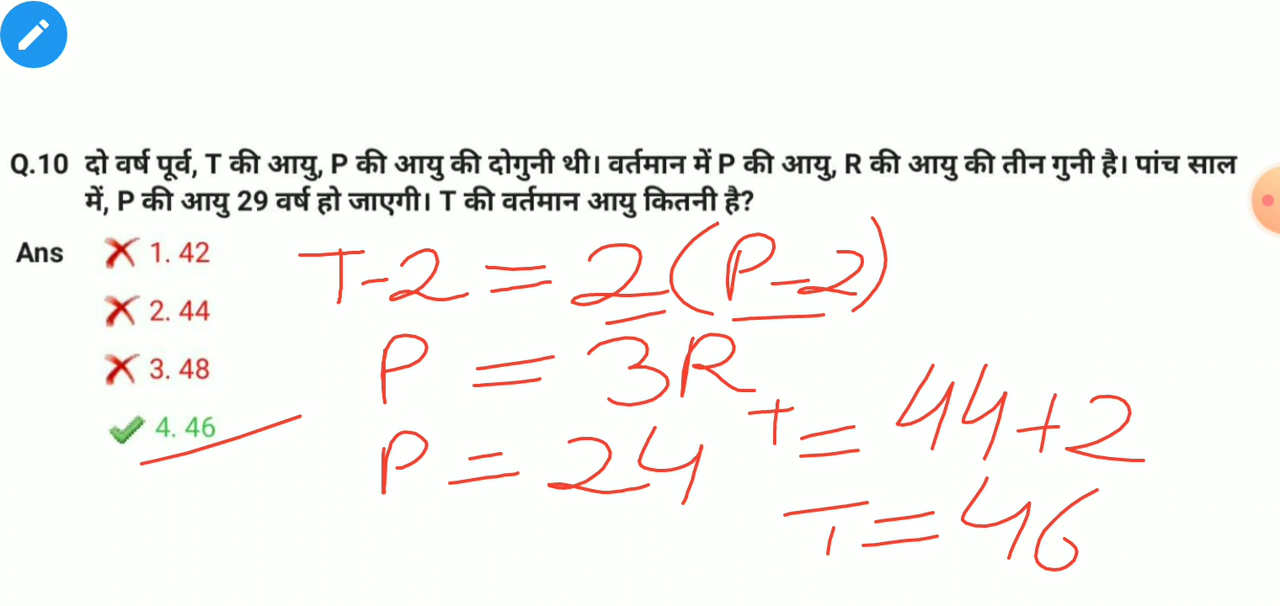 Q.10 दो वर्ष पूर्व, T की आयु, P की आयु की दोगुनी थी। वर्तमान में P की आयु, R की आयु की तीन गुनी है। पांच साल
में, P की आयु 29 वर्ष हो जाएगी। T की वर्तमान आयु कितनी है?
Ans 1. 42
2. 44
3. 48
4. 46
T-2 = 2(P-2)
P = 3R
P = 24
T = 44+2
T = 46